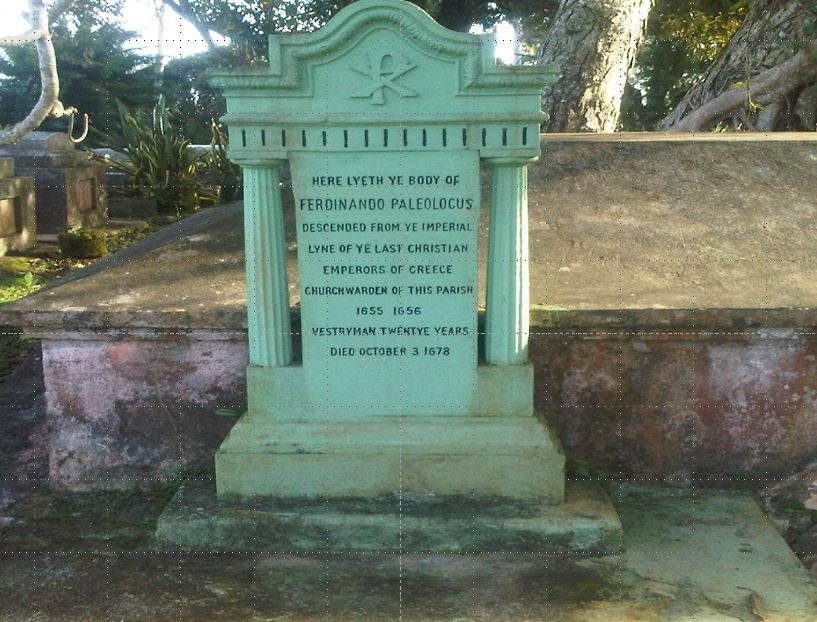 HERE LYETH YE BODY OF
FERDINANDO PALEOLOCUS
DESCENDED FROM YE IMPERIAL
LYNE OF YE LAST CHRISTIAN
EMPERORS OF GREECE
CHURCHWARDEN OF THIS PARISH
1655 1656
VESTRYMAN TWENTYE YEARS
DIED OCTOBER 3 1678